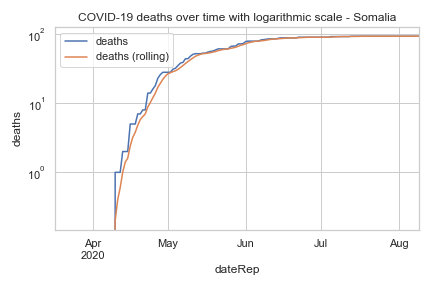 COVID-19 deaths over time with logarithmic scale - Somalia
10²
deaths
deaths (rolling)
10¹
deaths
10⁰
Apr May Jun Jul Aug
2020
dateRep